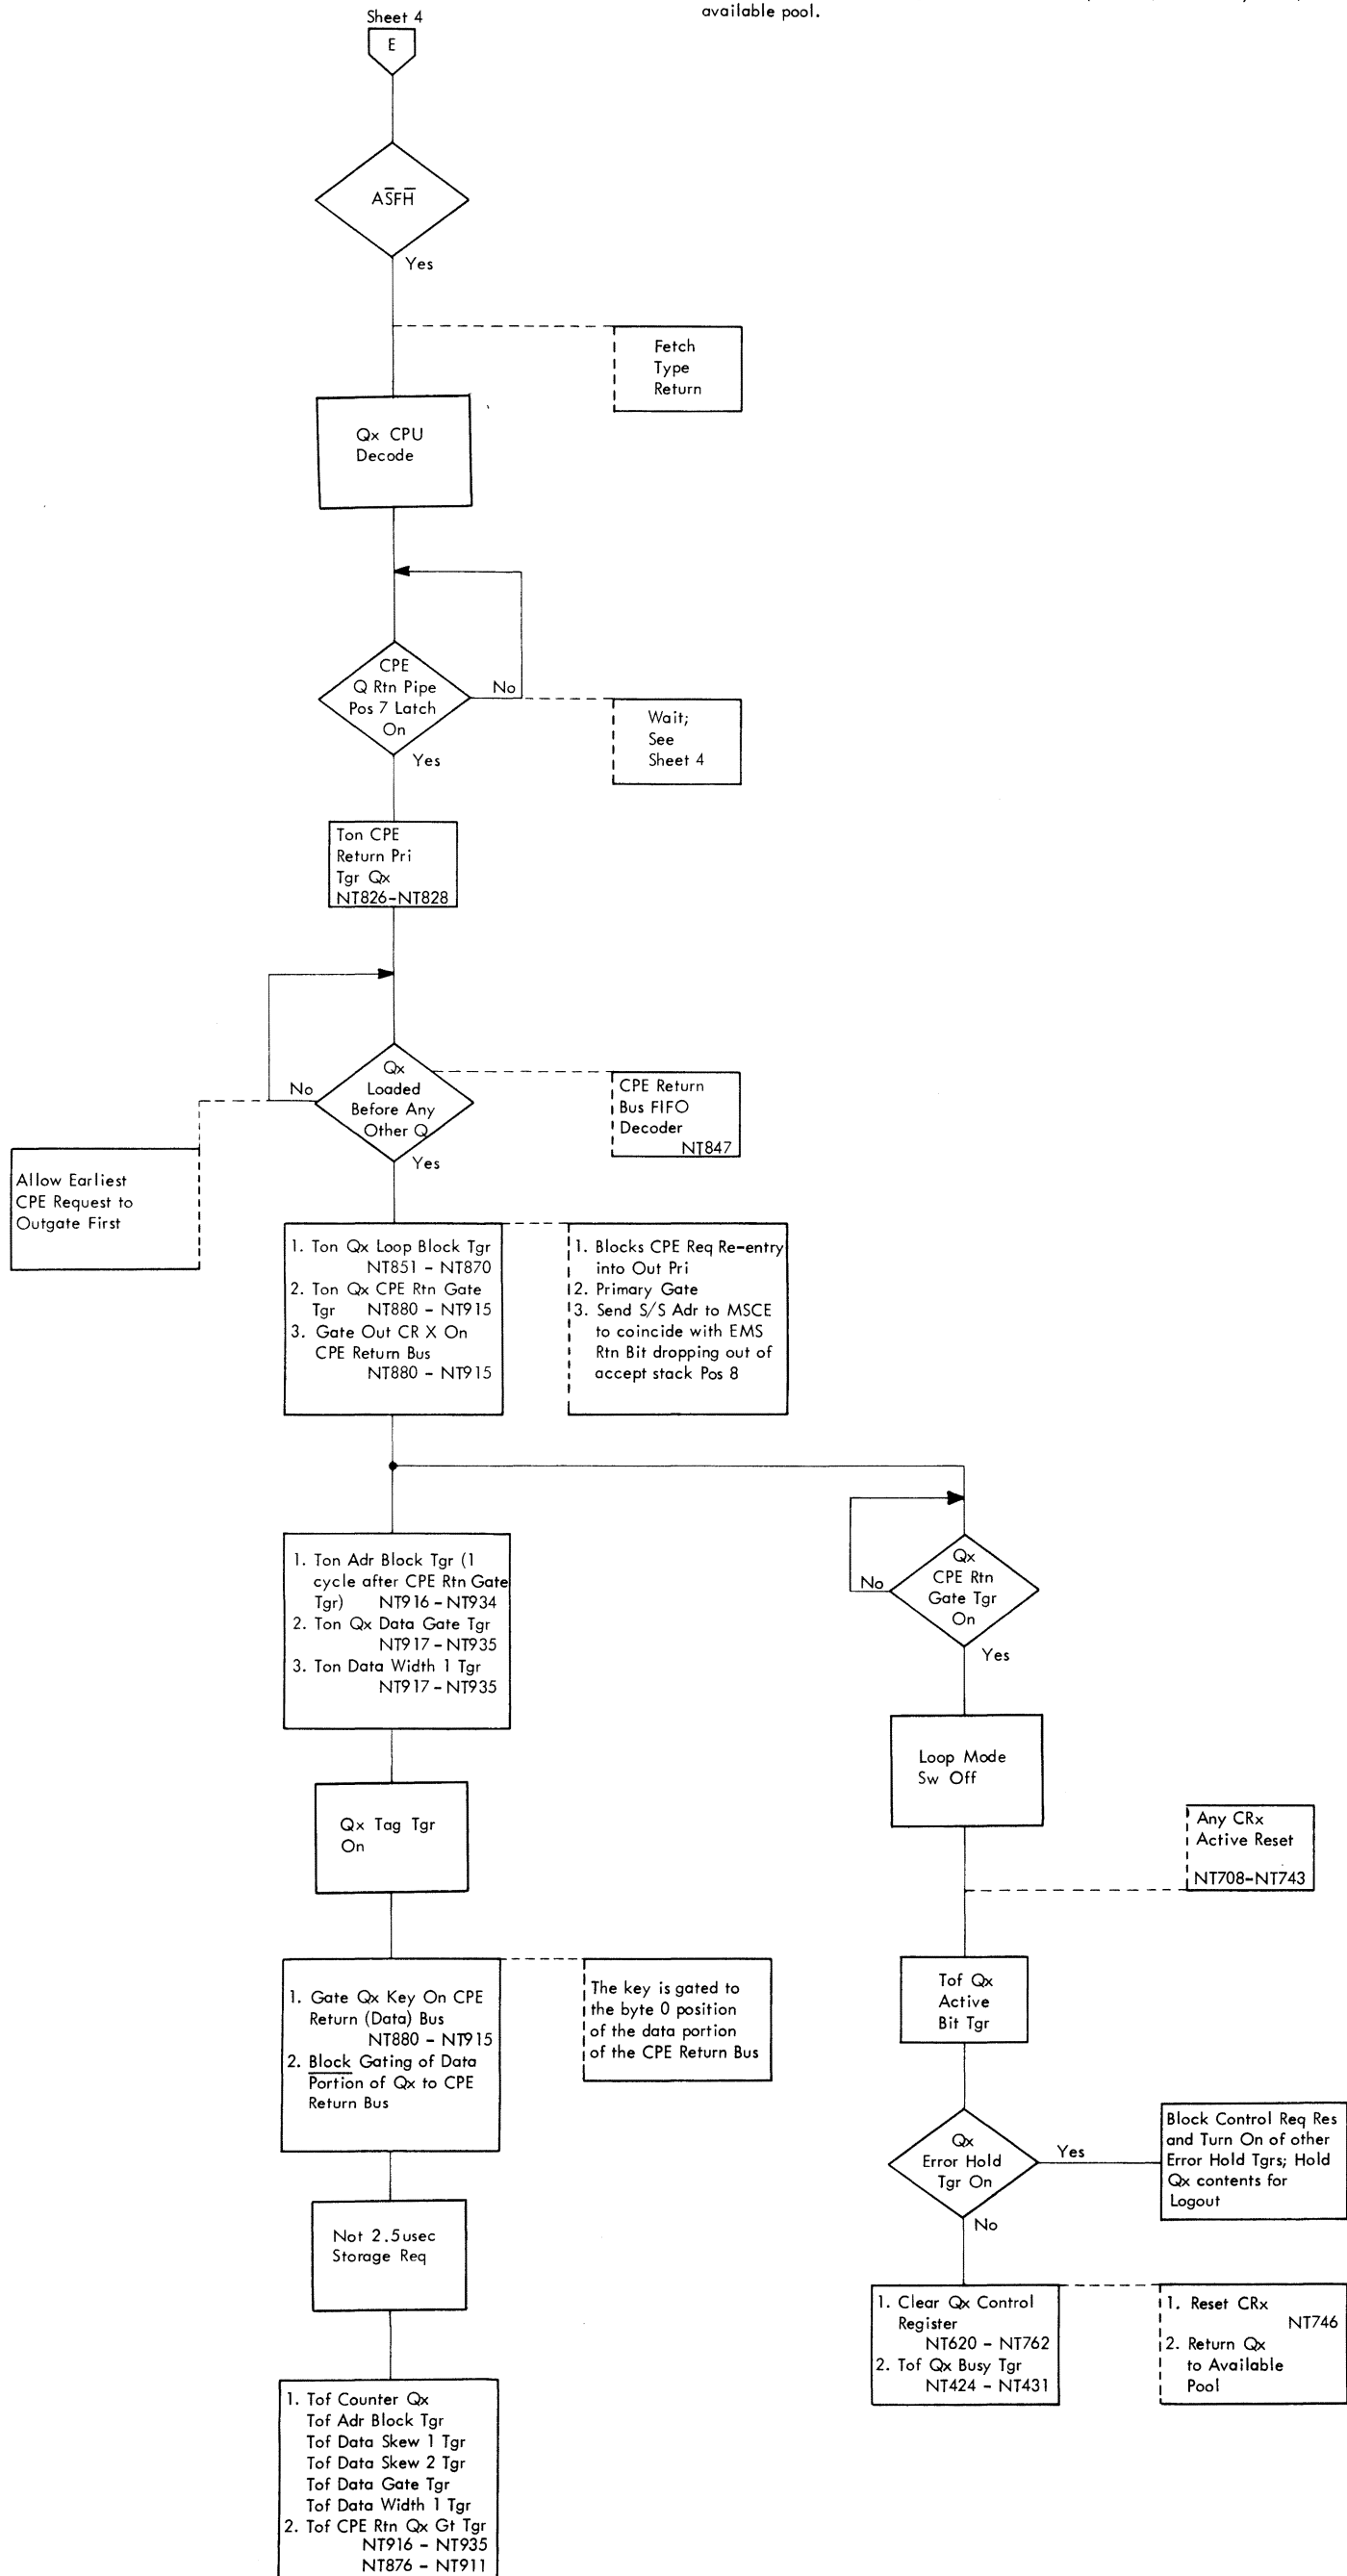 available pool.
Sheet 4
E
AS̅FH̅
Yes
Fetch
Type
Return
Qx CPU
Decode
CPE
Q Rtn Pipe
Pos 7 Latch
On
No
Yes
Wait;
See
Sheet 4
Ton CPE
Return Pri
Tgr Qx
NT826-NT828
Qx
Loaded
Before Any
Other Q
No
Yes
CPE Return
Bus FIFO
Decoder
NT847
Allow Earliest
CPE Request to
Outgate First
1. Ton Qx Loop Block Tgr
NT851 - NT870
2. Ton Qx CPE Rtn Gate
Tgr NT880 - NT915
3. Gate Out CR X On
CPE Return Bus
NT880 - NT915
1. Blocks CPE Req Re-entry
into Out Pri
2. Primary Gate
3. Send S/S Adr to MSCE
to coincide with EMS
Rtn Bit dropping out of
accept stack Pos 8
1. Ton Adr Block Tgr (1
cycle after CPE Rtn Gate
Tgr) NT916 - NT934
2. Ton Qx Data Gate Tgr
NT917 - NT935
3. Ton Data Width 1 Tgr
NT917 - NT935
Qx
CPE Rtn
Gate Tgr
On
No
Yes
Loop Mode
Sw Off
Qx Tag Tgr
On
Any CRx
Active Reset
NT708-NT743
1. Gate Qx Key On CPE
Return (Data) Bus
NT880 - NT915
2. Block Gating of Data
Portion of Qx to CPE
Return Bus
The key is gated to
the byte 0 position
of the data portion
of the CPE Return Bus
Tof Qx
Active
Bit Tgr
Qx
Error Hold
Tgr On
Yes
No
Block Control Req Res
and Turn On of other
Error Hold Tgrs; Hold
Qx contents for
Logout
Not 2.5usec
Storage Req
1. Clear Qx Control
Register
NT620 - NT762
2. Tof Qx Busy Tgr
NT424 - NT431
1. Reset CRx
NT746
2. Return Qx
to Available
Pool
1. Tof Counter Qx
Tof Adr Block Tgr
Tof Data Skew 1 Tgr
Tof Data Skew 2 Tgr
Tof Data Gate Tgr
Tof Data Width 1 Tgr
2. Tof CPE Rtn Qx Gt Tgr
NT916 - NT935
NT876 - NT911